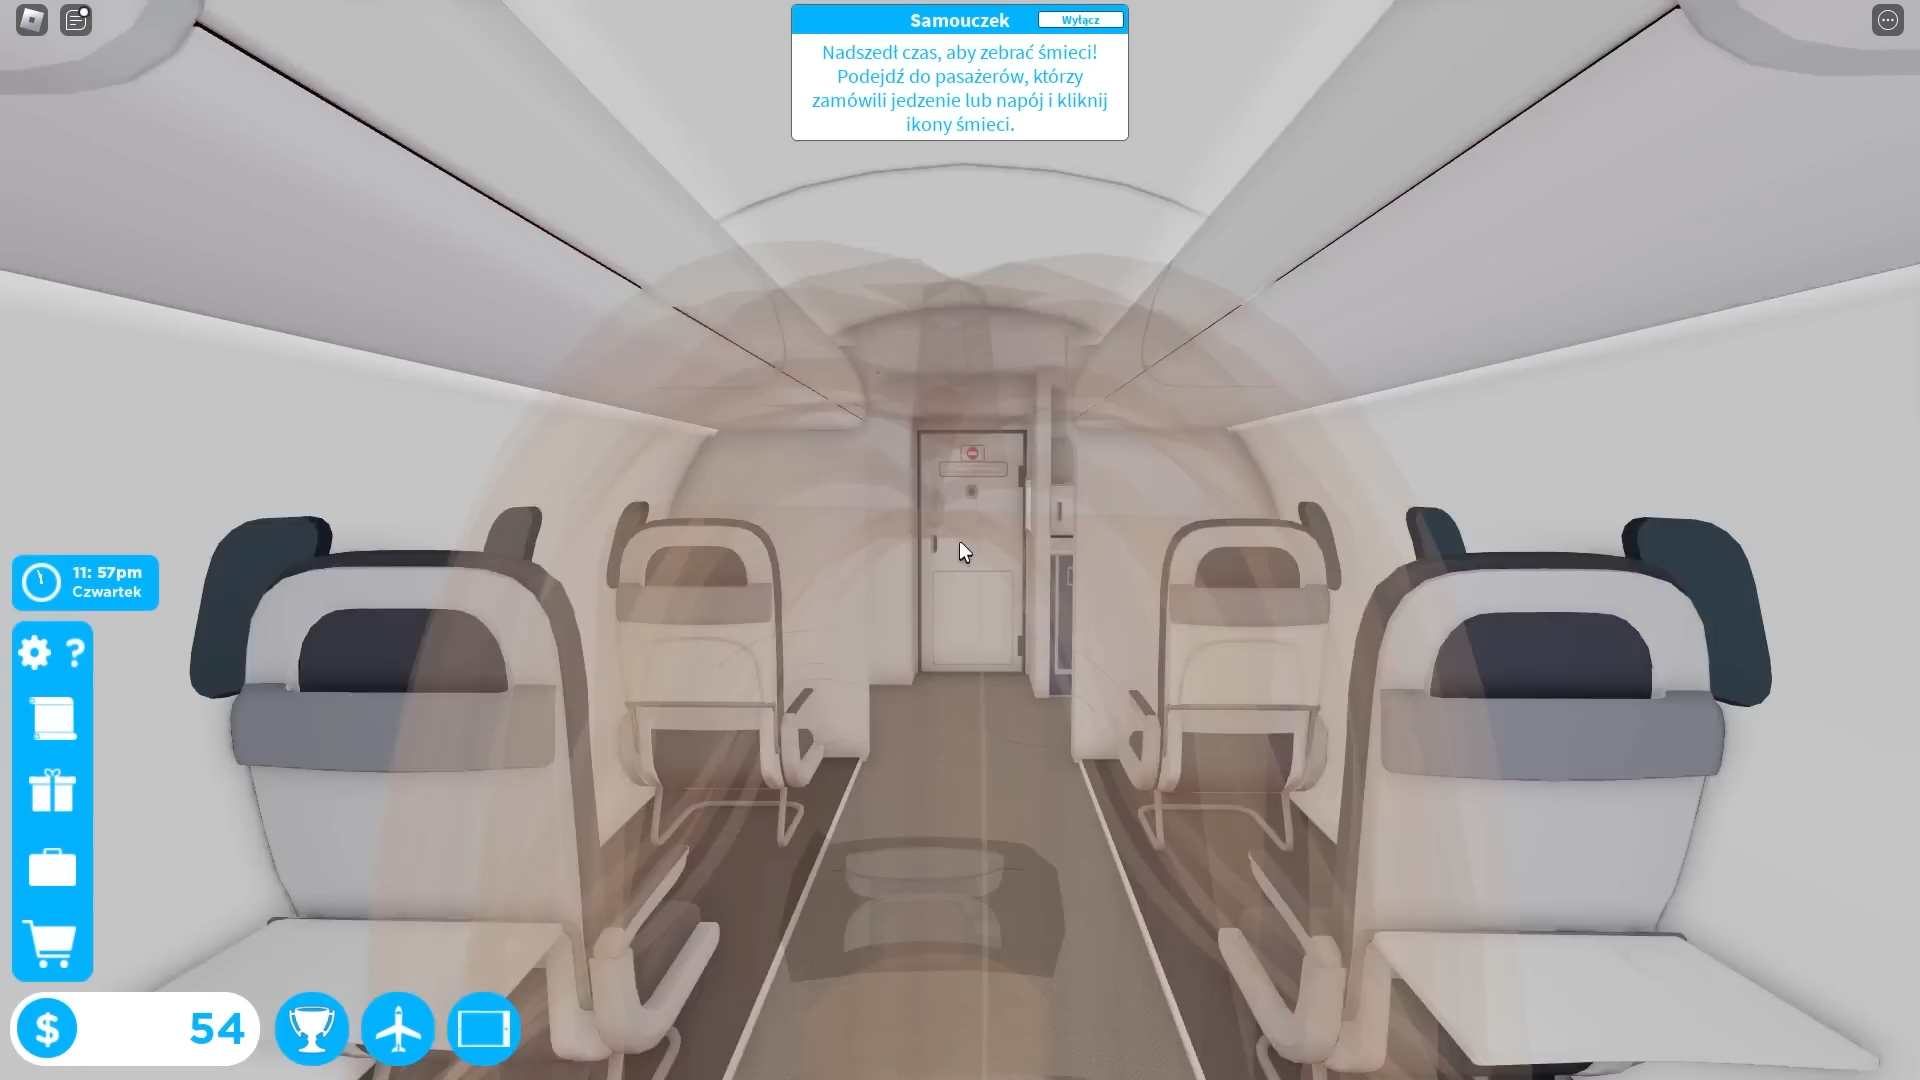 Samouczek
Wyłącz
Nadszedł czas, aby zebrać śmieci!
Podejdź do pasażerów, którzy
zamówili jedzenie lub napój i kliknij
ikony śmieci.
11: 57pm
Czwartek
?
$ 54